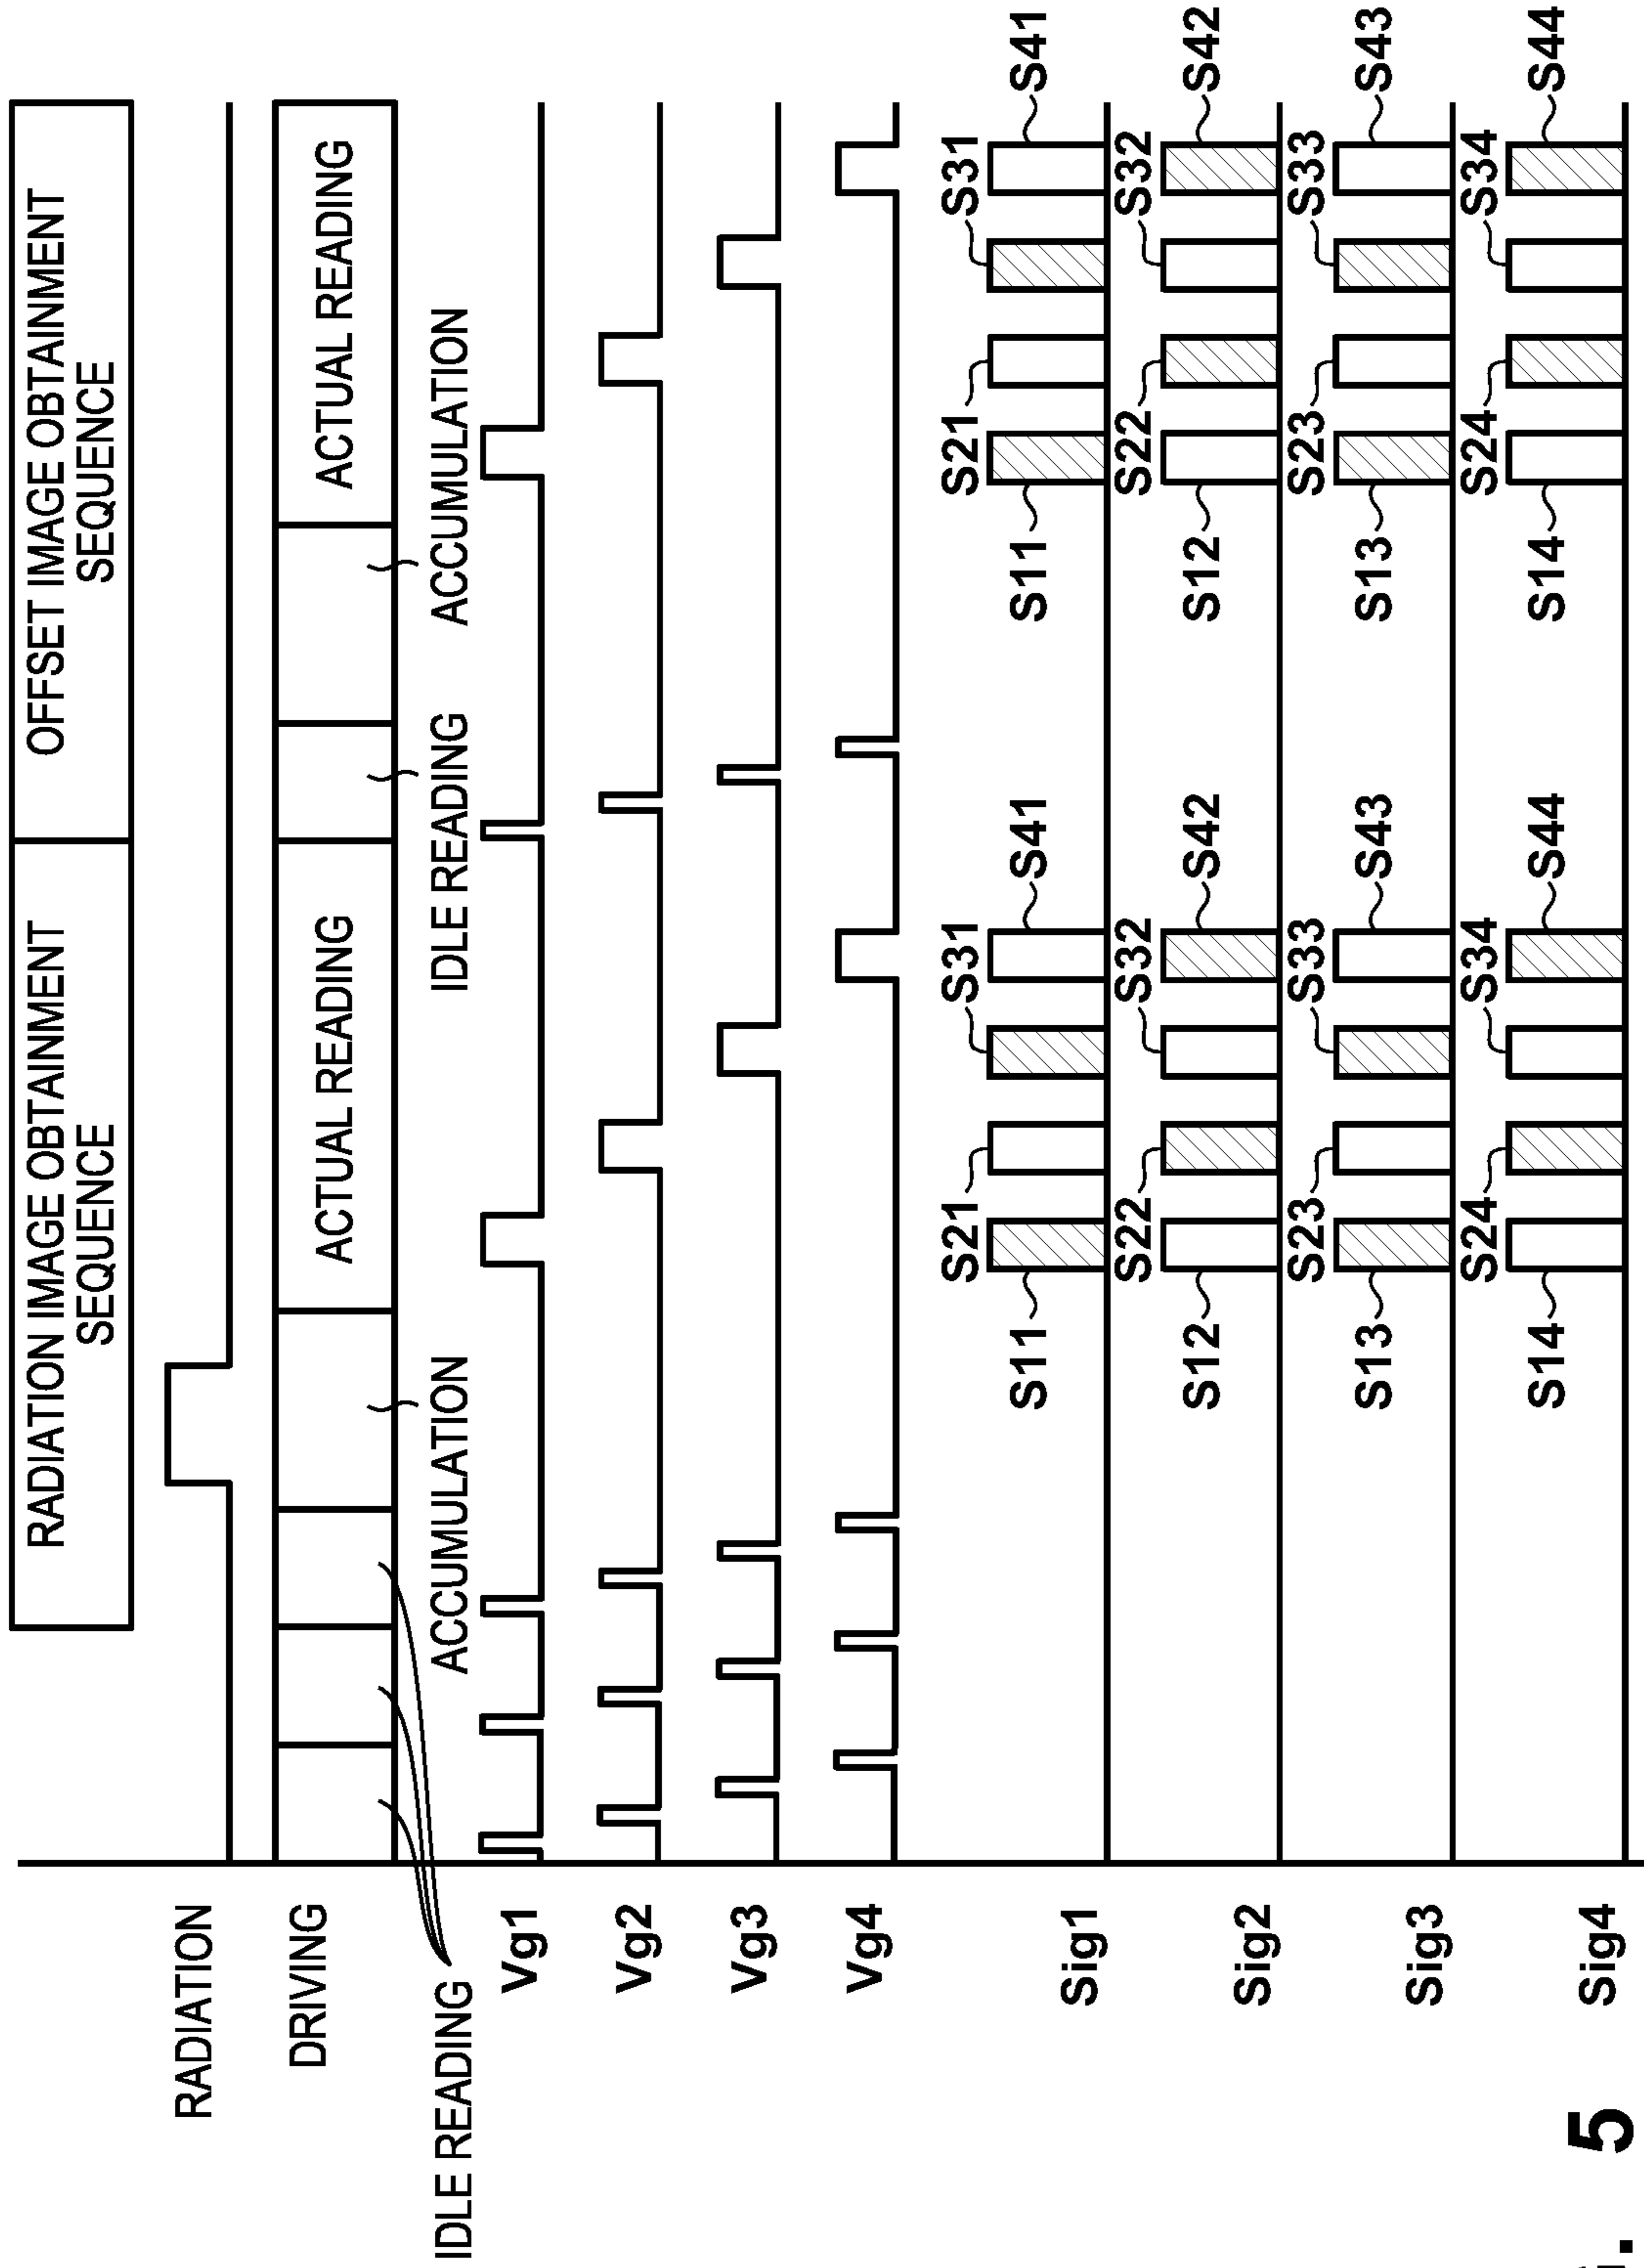 RADIATION IMAGE OBTAINMENT
SEQUENCE
OFFSET IMAGE OBTAINMENT
SEQUENCE
RADIATION
DRIVING
ACTUAL READING
ACTUAL READING
IDLE READING
ACCUMULATION
IDLE READING
ACCUMULATION
Vg1
Vg2
Vg3
Vg4
S21 S31 S21 S31
Sig1 S11 S41 S11 S41
S22 S32 S22 S32
Sig2 S12 S42 S12 S42
S23 S33 S23 S33
Sig3 S13 S43 S13 S43
S24 S34 S24 S34
Sig4 S14 S44 S14 S44
. 5